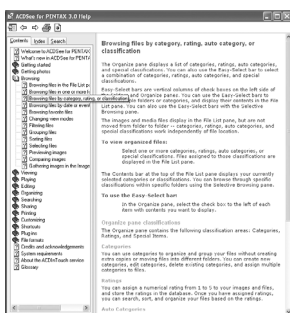 ACDSee for PENTAX 3.0 Help
Contents Index Search
Welcome to ACDSee for PENTAX
What's new in ACDSee for PENTA
Getting started
Getting photos
Browsing
Browsing files in the File List p
Browsing files in one or more f
Browsing files by category, rating, or classification
Browsing files by date or event
Browsing favorite files
Changing view modes
Filtering files
Grouping files
Sorting files
Selecting files
Previewing images
Comparing images
Gathering images in the Image
Viewing
Playing
Editing
Organizing
Searching
Sharing
Printing
Customizing
Shortcuts
Plugins
File formats
Credits and acknowledgements
System requirements
About the ACDInTouch service
Glossary
Browsing files by category, rating, auto category, or
classification
The Organize pane displays a list of categories, ratings, auto categories,
and special classifications. You can also use the Easy-Select bar to select
a combination of categories, ratings, auto categories, and special
classifications.
Easy-Select bars are vertical columns of check boxes on the left side of
the Folders and Organize panes. You can use the Easy-Select bars to
folders or categories, and display their contents in the File
List pane. You can also use the Easy-Select bar with the Selective
Browsing pane.
The images and media files display in the File List pane, but are not
moved from folder to folder -- categories, ratings, auto categories, and
special classifications work independently of file location.
To view organized files:
Select one or more categories, ratings, auto categories, or
special classifications. Files assigned to those classifications are
displayed in the File List pane.
The Contents bar at the top of the File List pane displays your currently
selected categories or classifications. You can browse through specific
classifications within specific folders using the Selective Browsing pane.
To use the Easy-Select bar:
In the Organize pane, select the check box to the left of each
item with contents you want to display.
Organize pane classifications
The Organize pane contains the following classification areas: Categories,
Ratings, and Special Items.
Categories
You can use categories to organize and group your files without creating
extra copies or moving files into different folders. You can create new
categories, edit categories, delete existing categories, and assign multiple
categories to files.
Ratings
You can assign a numerical rating from 1 to 5 to your images and files,
and store the ratings in the database. Once you have assigned ratings,
you can search, sort, and organize your files based on the ratings.
Auto Categories